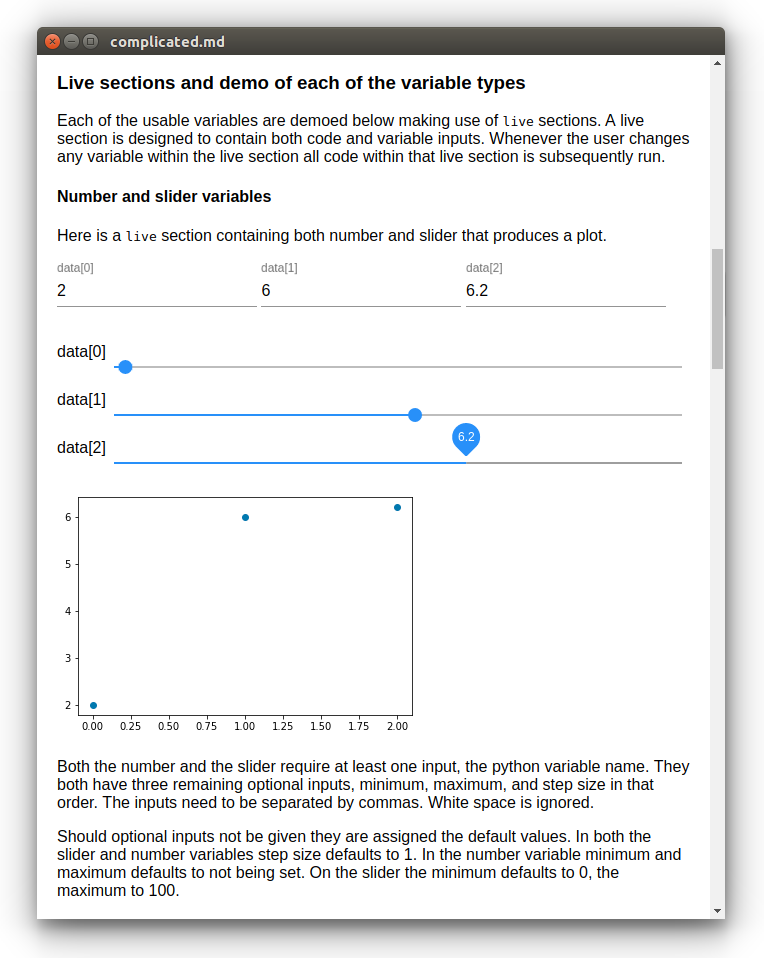 complicated.md
Live sections and demo of each of the variable types
Each of the usable variables are demoed below making use of live sections. A live
section is designed to contain both code and variable inputs. Whenever the user changes
any variable within the live section all code within that live section is subsequently run.
Number and slider variables
Here is a live section containing both number and slider that produces a plot.
data[0] data[1] data[2]
2 6 6.2
data[0]
data[1]
data[2] 6.2
6
5
4
3
2
0.00 0.25 0.50 0.75 1.00 1.25 1.50 1.75 2.00
Both the number and the slider require at least one input, the python variable name. They
both have three remaining optional inputs, minimum, maximum, and step size in that
order. The inputs need to be separated by commas. White space is ignored.
Should optional inputs not be given they are assigned the default values. In both the
slider and number variables step size defaults to 1. In the number variable minimum and
maximum defaults to not being set. On the slider the minimum defaults to 0, the
maximum to 100.